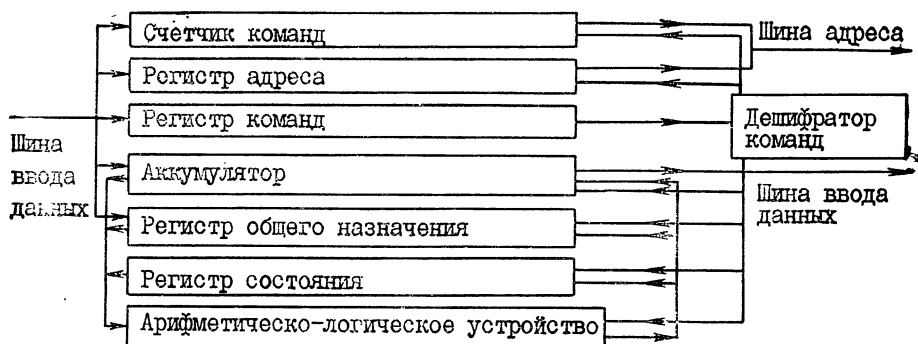 Счетчик команд
Шина адреса
Регистр адреса
Регистр команд
Дешифратор
команд
Шина
ввода
данных
Аккумулятор
Шина ввода
данных
Регистр общего назначения
Регистр состояния
Арифметическо-логическое устройство